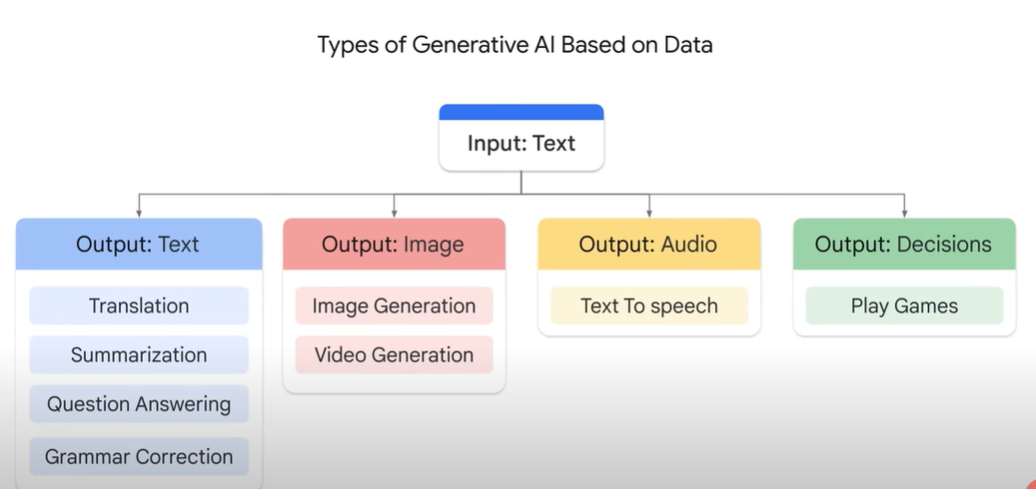 Types of Generative AI Based on Data
Input: Text
Output: Text
Translation
Summarization
Question Answering
Grammar Correction
Output: Image
Image Generation
Video Generation
Output: Audio
Text To speech
Output: Decisions
Play Games